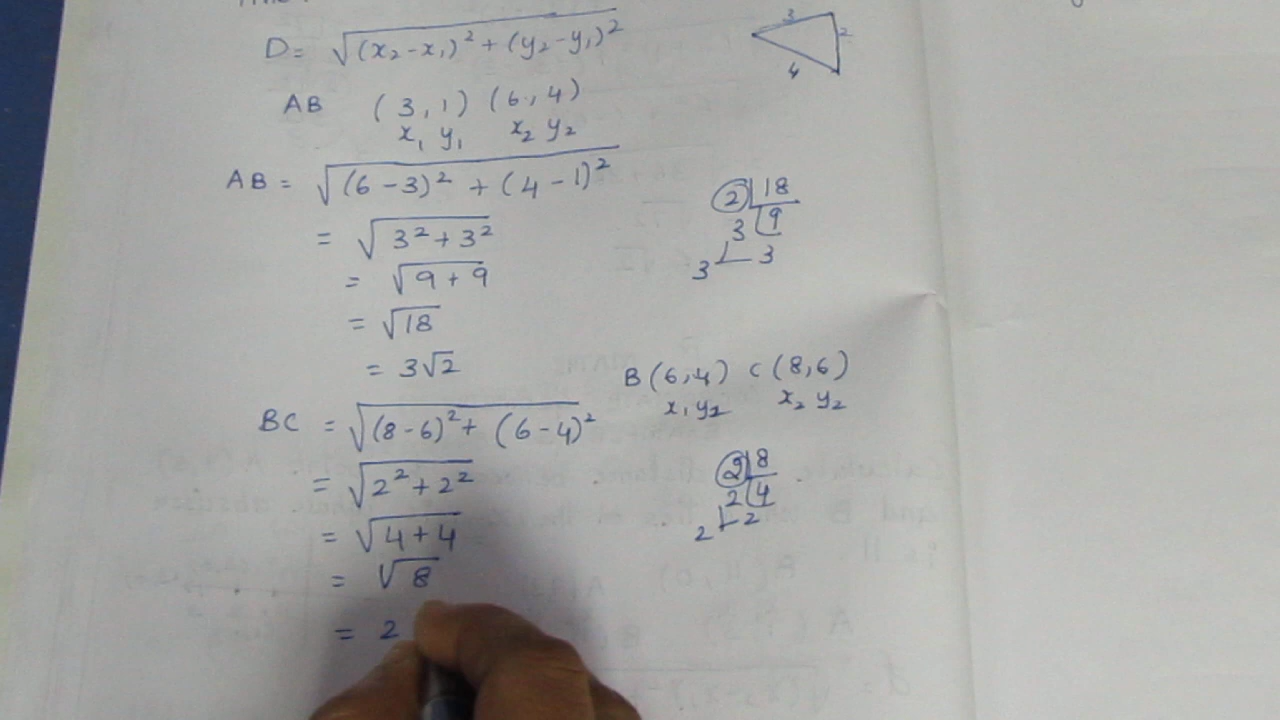 D = √(x₂-x₁)² + (y₂-y₁)²
3
2
4
AB (3,1) (6,4)
x₁ y₁ x₂ y₂
AB = √(6-3)² + (4-1)²
= √3²+3²
= √9+9
= √18
= 3√2
2 18
3 9
3 3
B(6,4) C(8,6)
x₁ y₂ x₂ y₂
BC = √(8-6)² + (6-4)²
= √2²+2²
= √4+4
= √8
= 2
2 8
2 4
2 2